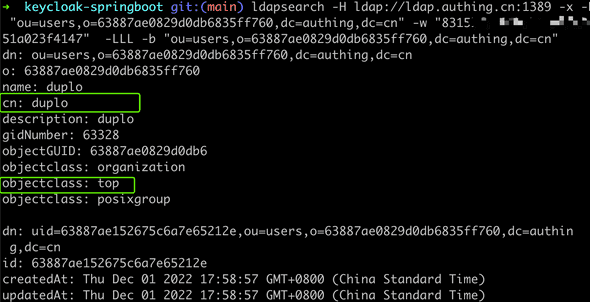 → keycloak-springboot git:(main) ldapsearch -H ldap://ldap.authing.cn:1389 -x -
"ou=users,o=63887ae0829d0db6835ff760,dc=authing,dc=cn" -w "8315
51a023f4147" -LLL -b "ou=users,o=63887ae0829d0db6835ff760,dc=authing,dc=cn"
dn: ou=users,o=63887ae0829d0db6835ff760,dc=authing,dc=cn
o: 63887ae0829d0db6835ff760
name: duplo
cn: duplo
description: duplo
gidNumber: 63328
objectGUID: 63887ae0829d0db6
objectclass: organization
objectclass: top
objectclass: posixgroup
dn: uid=63887ae152675c6a7e65212e,ou=users,o=63887ae0829d0db6835ff760,dc=authin
g,dc=cn
id: 63887ae152675c6a7e65212e
createdAt: Thu Dec 01 2022 17:58:57 GMT+0800 (China Standard Time)
updatedAt: Thu Dec 01 2022 17:58:57 GMT+0800 (China Standard Time)